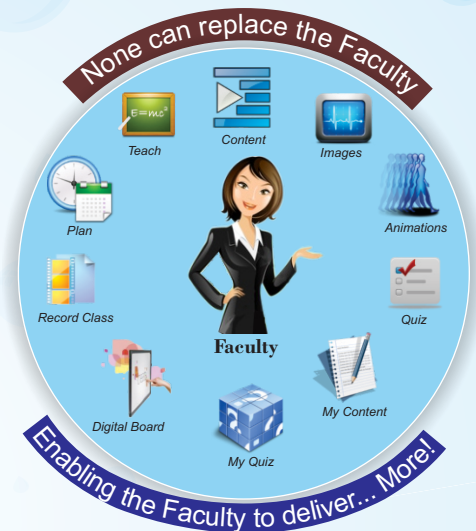 None can replace the Faculty
Content
E=mc²
Teach
Images
Plan
Animations
Record Class
Quiz
Faculty
Digital Board
My Content
My Quiz
Enabling the Faculty to deliver... More!